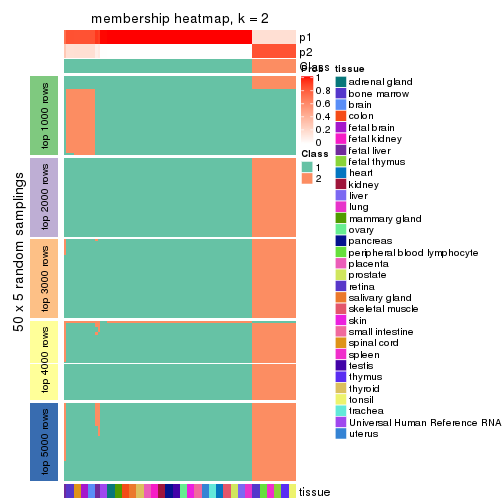 membership heatmap, k = 2
p1
p2
Class
1
0.8
0.6
0.4
0.2
0
Class
1
2
tissue
adrenal gland
bone marrow
brain
colon
fetal brain
fetal kidney
fetal liver
fetal thymus
heart
kidney
liver
lung
mammary gland
ovary
pancreas
peripheral blood lymphocyte
placenta
prostate
retina
salivary gland
skeletal muscle
skin
small intestine
spinal cord
spleen
testis
thymus
thyroid
tonsil
trachea
Universal Human Reference RNA
uterus
50 x 5 random samplings
top 1000 rows
top 2000 rows
top 3000 rows
top 4000 rows
top 5000 rows
tissue